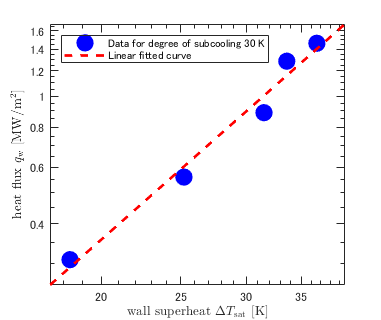 1.6
1.4
1.2
1
0.8
0.6
0.4
heat flux q_w [MW/m²]
Data for degree of subcooling 30 K
Linear fitted curve
20
25
30
35
wall superheat ΔT_sat [K]